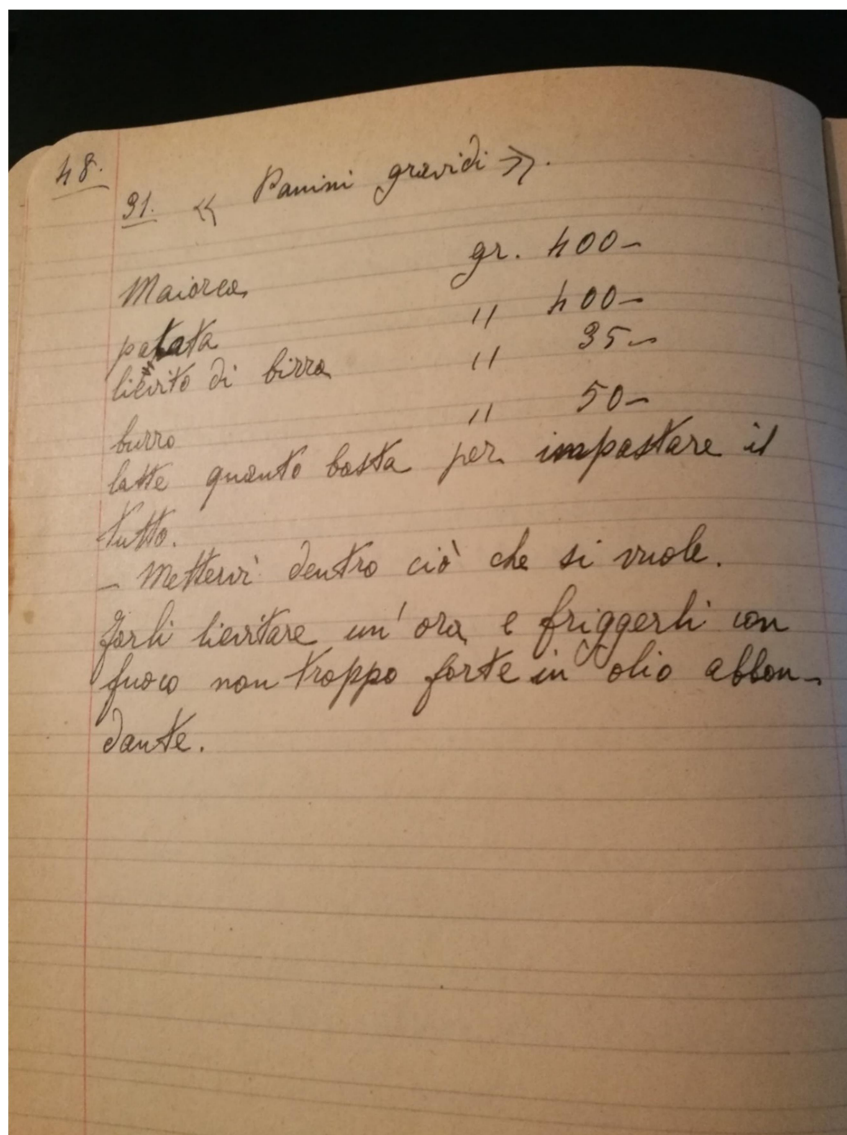 48.
31. « Panini gravidi ».
Maiorca gr. 400-
patata " 400-
lievito di birra " 35-
burro " 50-
latte quanto basta per impastare il
tutto.
- Mettervi dentro ciò che si vuole.
Farli lievitare un'ora e friggerli con
fuoco non troppo forte in olio abbon-
dante.